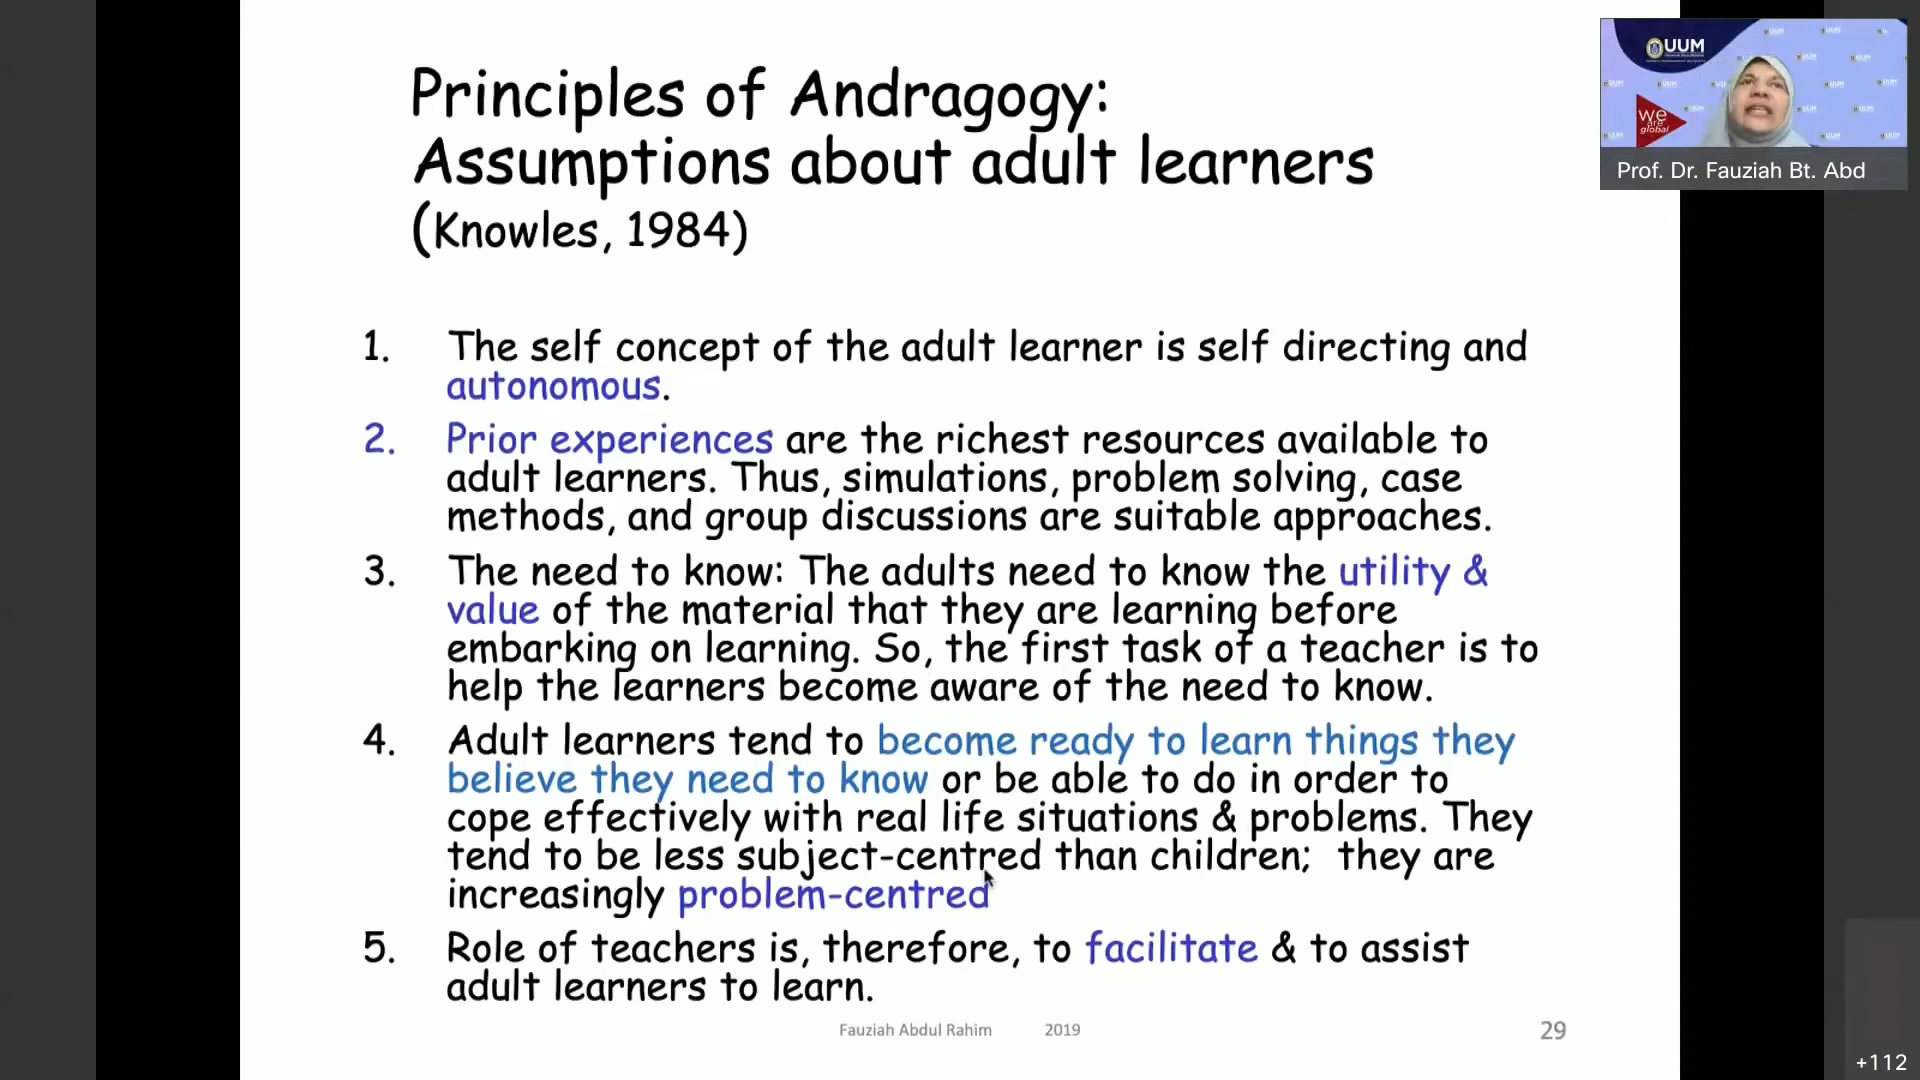 Principles of Andragogy:
Assumptions about adult learners
(Knowles, 1984)
1. The self concept of the adult learner is self directing and
autonomous.
2. Prior experiences are the richest resources available to
adult learners. Thus, simulations, problem solving, case
methods, and group discussions are suitable approaches.
3. The need to know: The adults need to know the utility &
value of the material that they are learning before
embarking on learning. So, the first task of a teacher is to
help the learners become aware of the need to know.
4. Adult learners tend to become ready to learn things they
believe they need to know or be able to do in order to
cope effectively with real life situations & problems. They
tend to be less subject-centred than children; they are
increasingly problem-centred
5. Role of teachers is, therefore, to facilitate & to assist
adult learners to learn.
Fauziah Abdul Rahim 2019
29
UUM
we
are
global
Prof. Dr. Fauziah Bt. Abd
+112